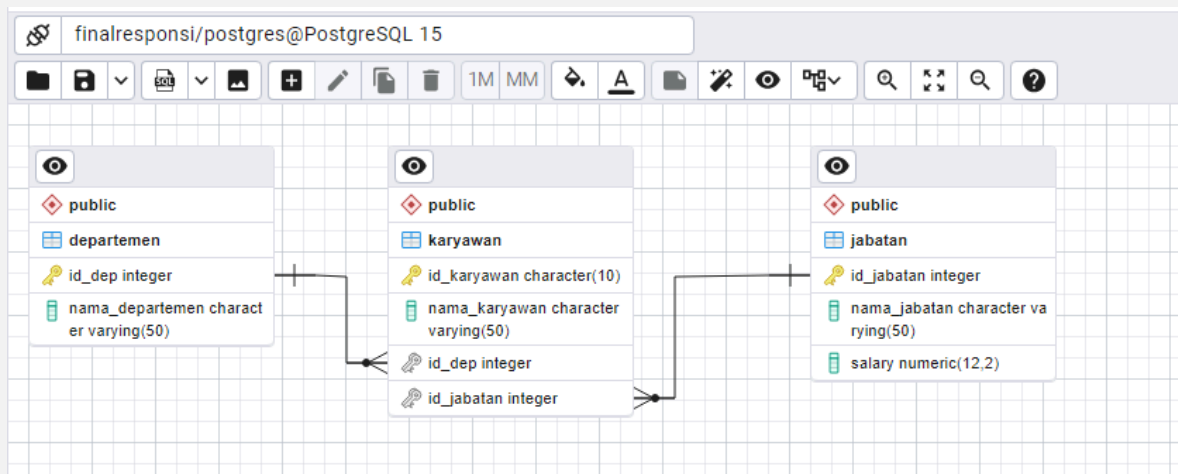 finalresponsi/postgres@PostgreSQL 15
SQL
1M
MM
A
public
departemen
id_dep integer
nama_departemen charact
er varying(50)
public
karyawan
id_karyawan character(10)
nama_karyawan character
varying(50)
id_dep integer
id_jabatan integer
public
jabatan
id_jabatan integer
nama_jabatan character va
rying(50)
salary numeric(12,2)